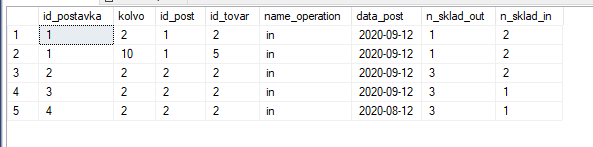 id_postavka kolvo id_post id_tovar name_operation data_post n_sklad_out n_sklad_in
1 1 2 1 2 in 2020-09-12 1 2
2 1 10 1 5 in 2020-09-12 1 2
3 2 2 2 2 in 2020-09-12 3 2
4 3 2 2 2 in 2020-09-12 3 1
5 4 2 2 2 in 2020-08-12 3 1